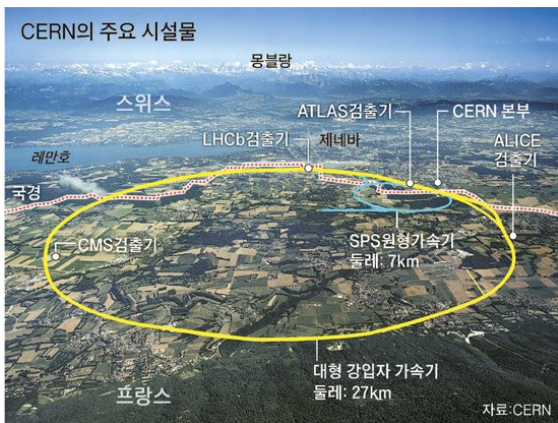 CERN의 주요 시설물
몽블랑
스위스
ATLAS검출기
CERN 본부
LHCb검출기
제네바
ALICE
검출기
레만호
국경
CMS검출기
SPS원형가속기
둘레: 7km
대형 강입자 가속기
둘레: 27km
프랑스
자료:CERN